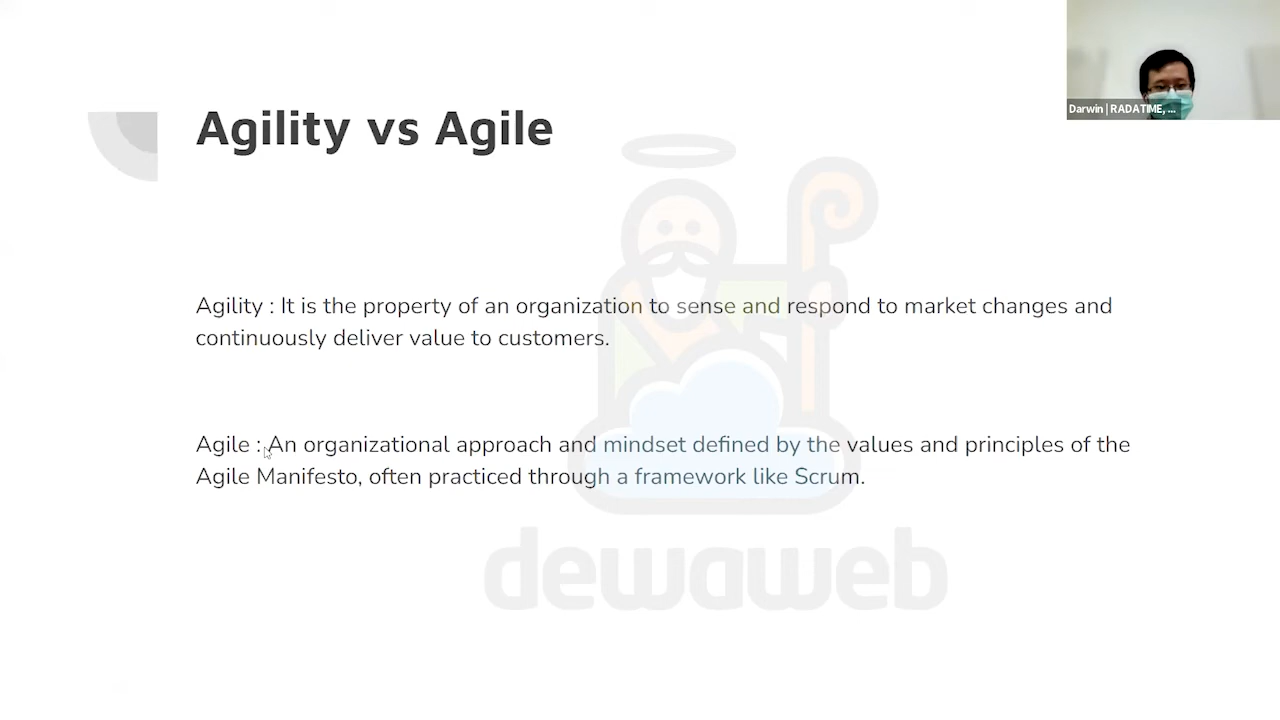 Darwin | RADATIME, ...
Agility vs Agile
Agility : It is the property of an organization to sense and respond to market changes and
continuously deliver value to customers.
Agile : An organizational approach and mindset defined by the values and principles of the
Agile Manifesto, often practiced through a framework like Scrum.
dewaweb